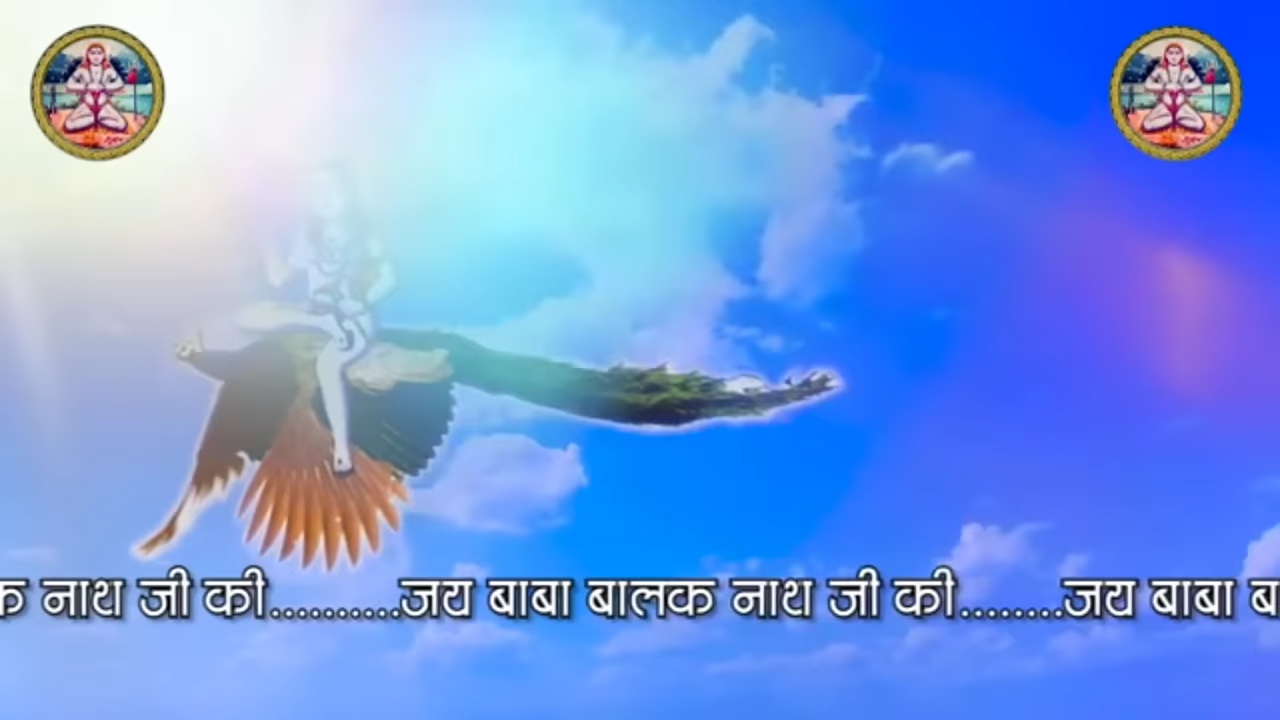 क नाथ जी की..........जय बाबा बालक नाथ जी की........जय बाबा ब